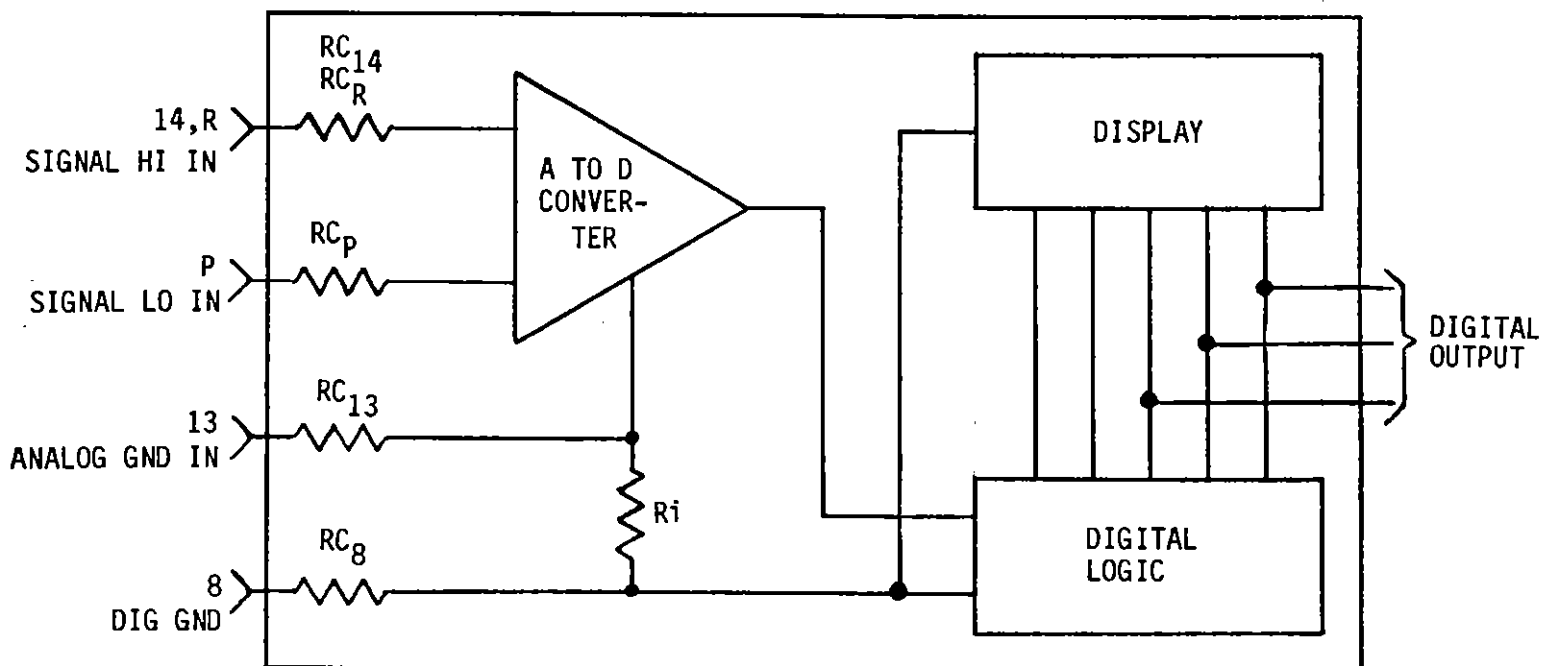 RC14
RCR
14,R
SIGNAL HI IN
A TO D
CONVER-
TER
DISPLAY
RCP
P
SIGNAL LO IN
DIGITAL
OUTPUT
RC13
13
ANALOG GND IN
Ri
RC8
8
DIG GND
DIGITAL
LOGIC